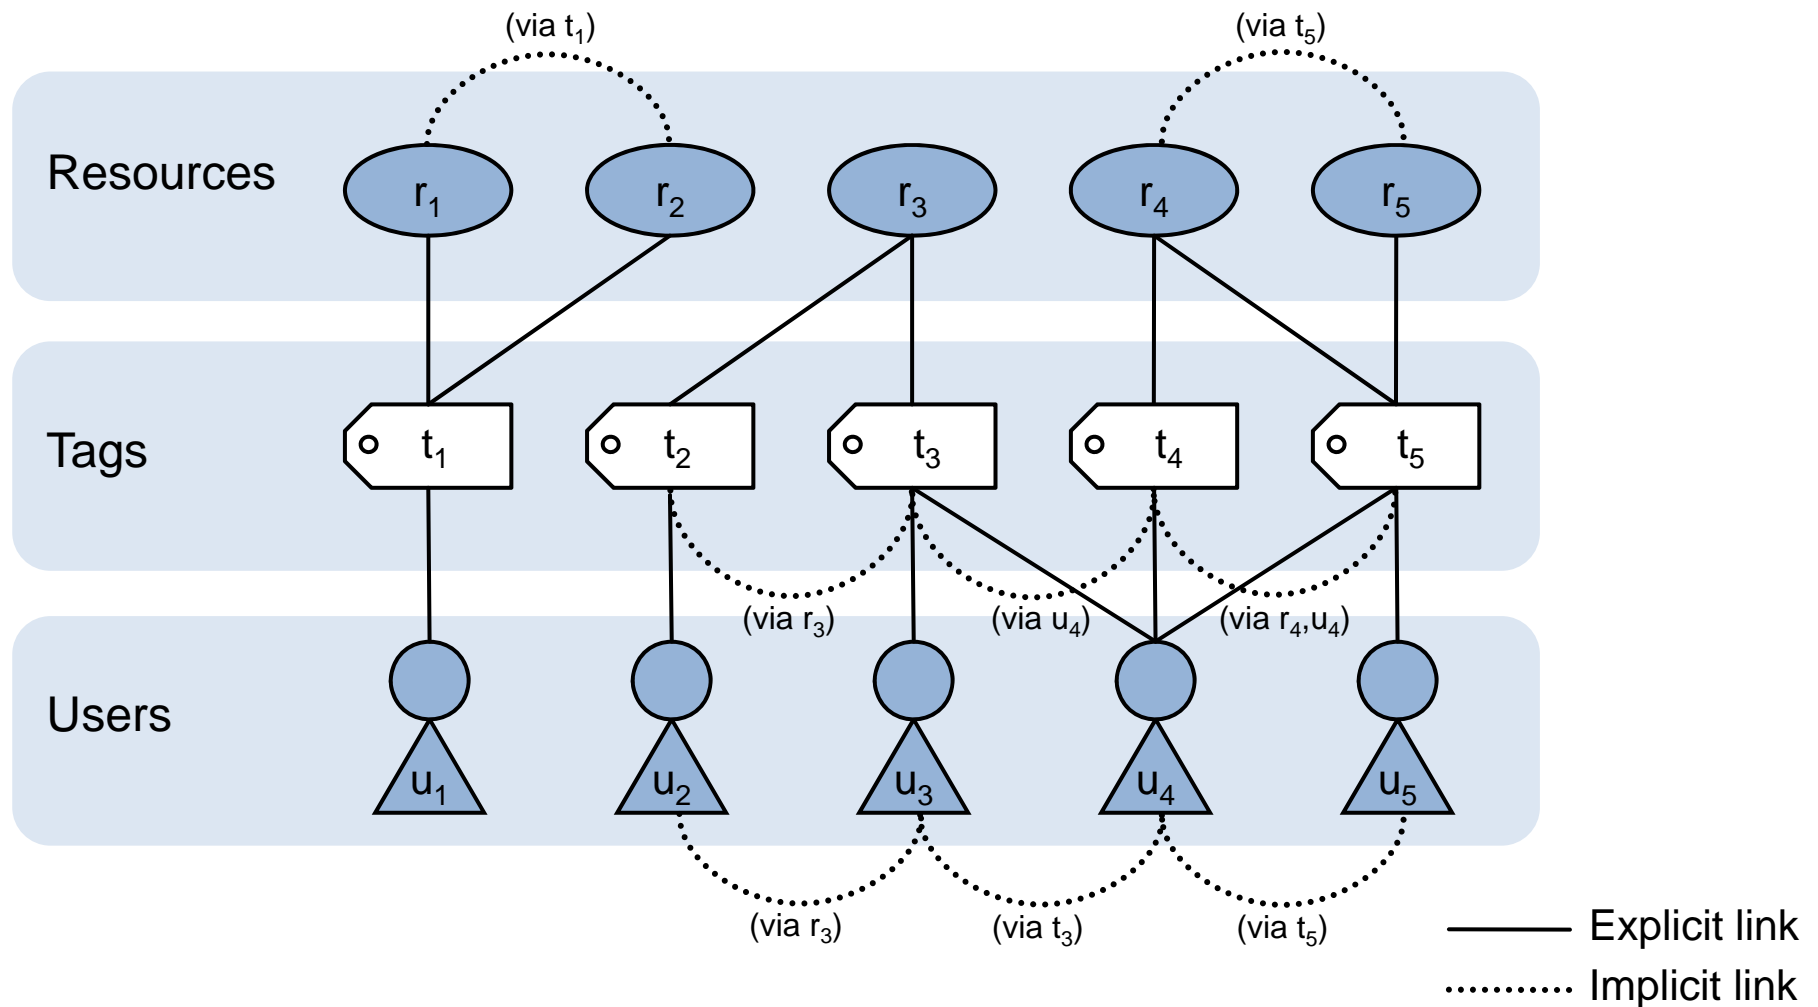 (via t₁) (via t₅)
Resources
r₁ r₂ r₃ r₄ r₅
Tags
t₁ t₂ t₃ t₄ t₅
(via r₃) (via u₄) (via r₄,u₄)
Users
u₁ u₂ u₃ u₄ u₅
(via r₃) (via t₃) (via t₅)
Explicit link
Implicit link